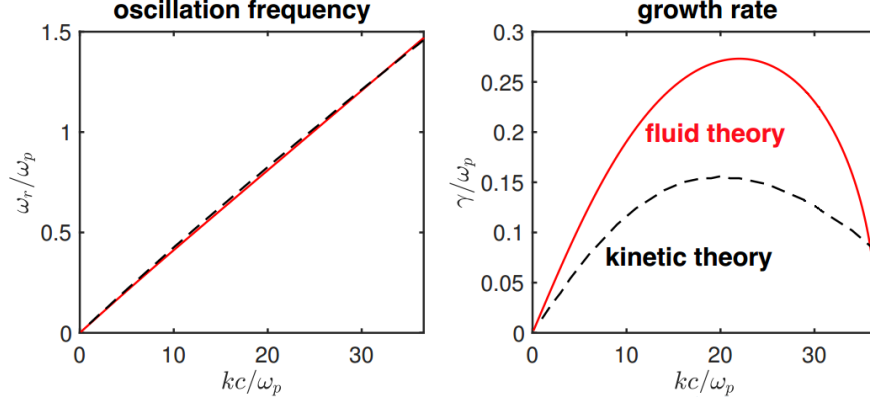 oscillation frequency
1.5
1
0.5
0
ω_r/ω_p
0
10
20
30
kc/ω_p
growth rate
0.3
0.25
0.2
0.15
0.1
0.05
0
γ/ω_p
fluid theory
kinetic theory
0
10
20
30
kc/ω_p